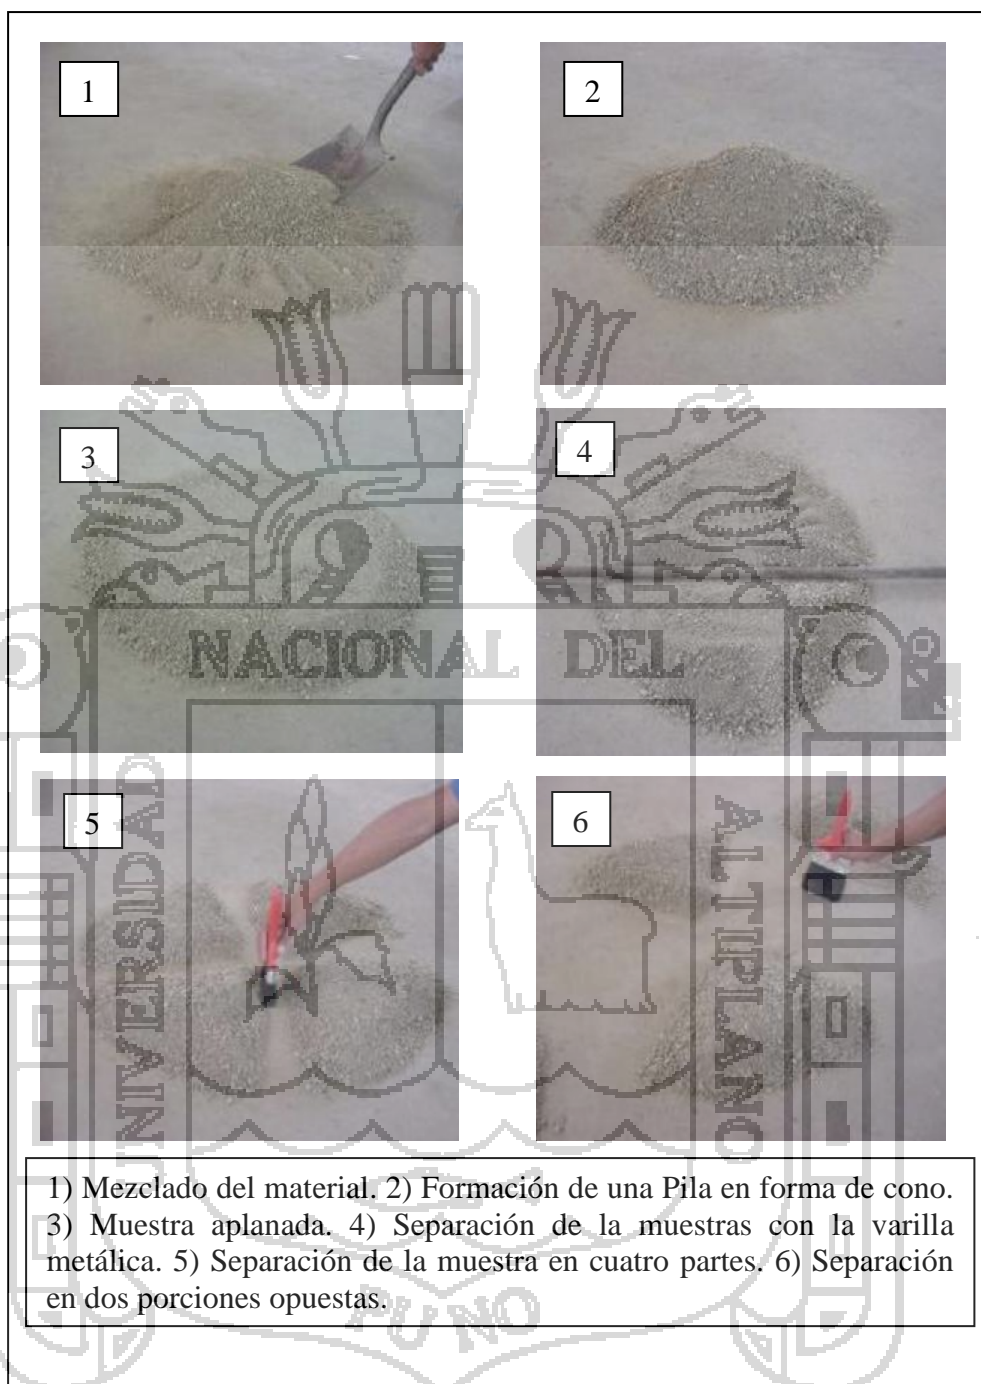 1
2
3
4
NACIONAL DEL
5
6
UNIVERSIDAD
ALTIPLANO
1) Mezclado del material. 2) Formación de una Pila en forma de cono.
3) Muestra aplanada. 4) Separación de la muestras con la varilla
metálica. 5) Separación de la muestra en cuatro partes. 6) Separación
en dos porciones opuestas.
PUNO